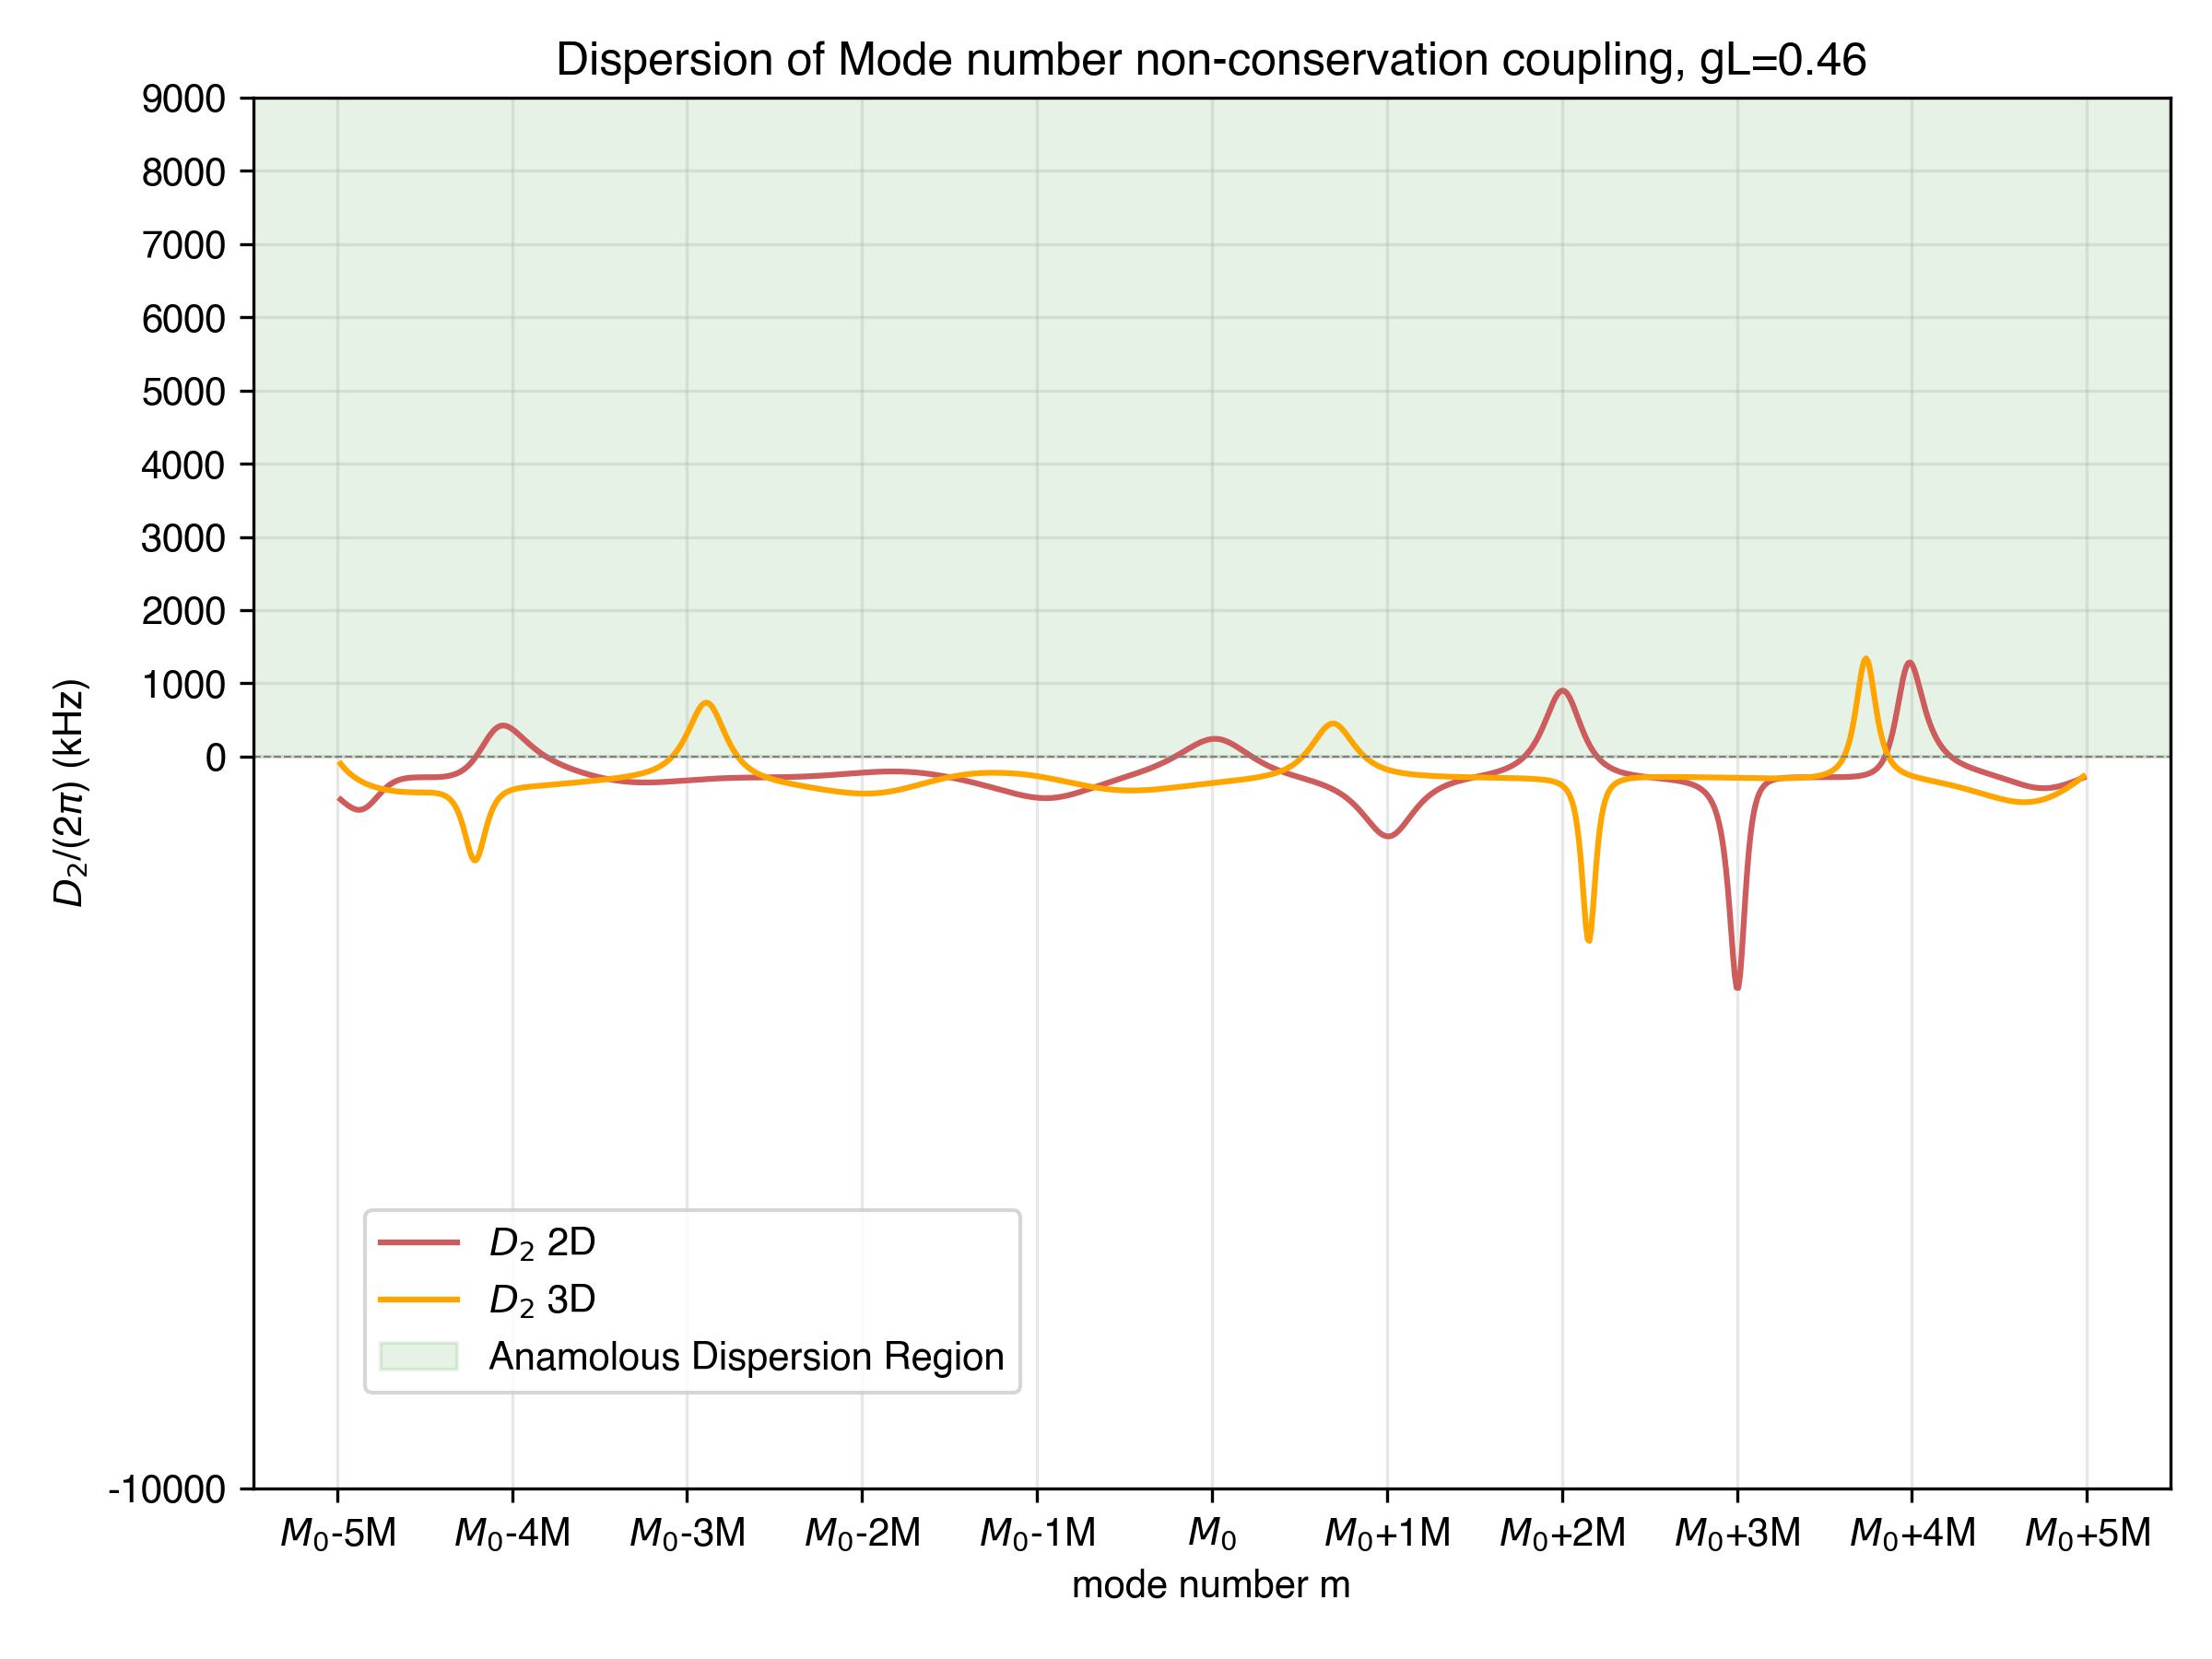 Dispersion of Mode number non-conservation coupling, gL=0.46
9000
8000
7000
6000
5000
4000
3000
2000
1000
0
-10000
D₂/(2π) (kHz)
D₂ 2D
D₂ 3D
Anamolous Dispersion Region
M₀-5M M₀-4M M₀-3M M₀-2M M₀-1M M₀ M₀+1M M₀+2M M₀+3M M₀+4M M₀+5M
mode number m